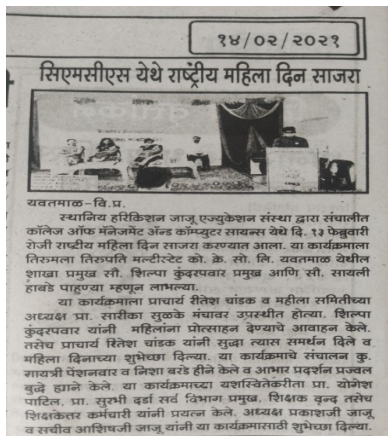 १४/०२/२०२१
सिएमसीएस येथे राष्ट्रीय महिला दिन साजरा
यवतमाळ-वि.प्र.
स्थानिय हरिकिशन जाजू एज्युकेशन संस्था द्वारा संचालीत
कॉलेज ऑफ मॅनेजमेंट अँन्ड कॉम्प्युटर सायन्स येथे दि. १३ फेब्रुवारी
रोजी राष्ट्रीय महिला दिन साजरा करण्यात आला. या कार्यक्रमाला
तिरुमला तिरुपति मल्टीस्टेट को. क्रे. सो. लि. यवतमाळ येथील
शाखा प्रमुख सौ. शिल्पा कुंदरपवार प्रमुख आणि सौ. सायली
हाबडे पाहुण्या म्हणून लाभल्या.
या कार्यक्रमाला प्राचार्य रीतेश चांडक व महीला समितीच्या
अध्यक्ष प्रा. सारीका सुळके मंचावर उपस्थीत होत्या. शिल्पा
कुंदरपवार यांनी महिलांना प्रोत्साहन देण्याचे आवाहन केले.
तसेच प्राचार्य रितेश चांडक यांनी सुद्धा त्यास समर्थन दिले व
महिला दिनाच्या शुभेच्छा दिल्या. या कार्यक्रमाचे संचालन कु.
गायत्री पेंशनवार व निशा बरडे हीने केले व आभार प्रदर्शन प्रज्वल
बुद्धे ह्याने केले. या कार्यक्रमाच्या यशस्वितेकरीता प्रा. योगेश
पाटिल, प्रा. सुरभी दर्डा सर्व विभाग प्रमुख, शिक्षक वृन्द तसेच
शिक्षकेतर कर्मचारी यांनी प्रयत्न केले. अध्यक्ष प्रकाशजी जाजू
व सचीव आशिषजी जाजू यांनी या कार्यक्रमासाठी शुभेच्छा दिल्या.